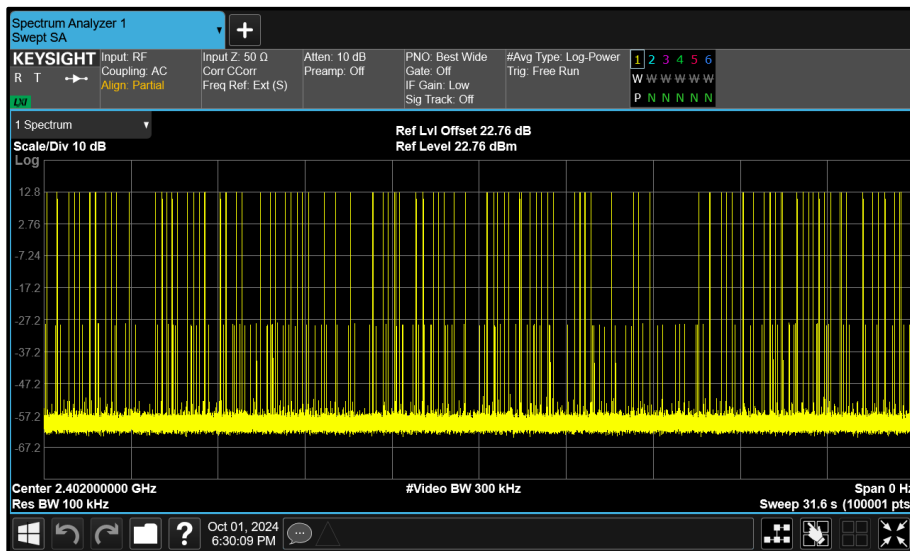 Spectrum Analyzer 1
Swept SA
KEYSIGHT
R T
LXI
Input: RF
Coupling: AC
Align: Partial
Input Z: 50 Ω
Corr CCorr
Freq Ref: Ext (S)
Atten: 10 dB
Preamp: Off
PNO: Best Wide
Gate: Off
IF Gain: Low
Sig Track: Off
#Avg Type: Log-Power
Trig: Free Run
1 2 3 4 5 6
W W W W W W
P N N N N N
1 Spectrum
Scale/Div 10 dB
Ref Lvl Offset 22.76 dB
Ref Level 22.76 dBm
Log
12.8
2.76
-7.24
-17.2
-27.2
-37.2
-47.2
-57.2
-67.2
Center 2.402000000 GHz
#Video BW 300 kHz
Span 0 Hz
Res BW 100 kHz
Sweep 31.6 s (100001 pts
?
Oct 01, 2024
6:30:09 PM